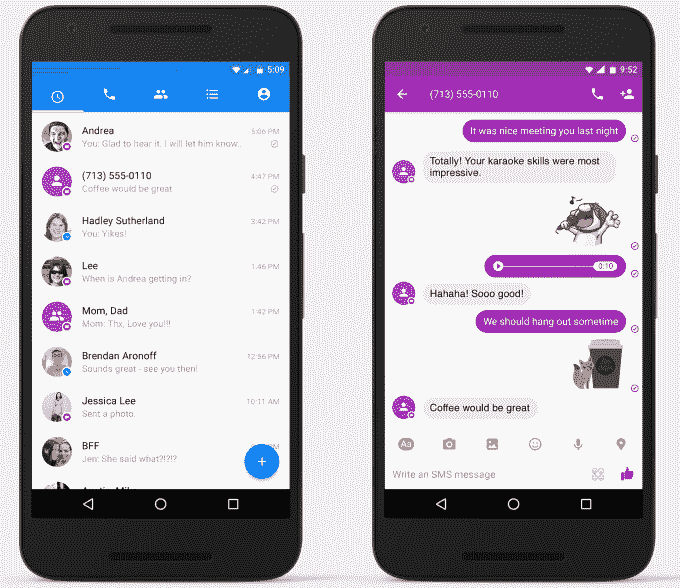 5:09
Andrea
5:06 PM
You: Glad to hear it. I will let him know..
(713) 555-0110
4:47 PM
Coffee would be great
Hadley Sutherland
3:42 PM
You: Yikes!
Lee
1:46 PM
When is Andrea getting in?
Mom, Dad
1:42 PM
Mom: Thx, Love you!!!
Brendan Aronoff
12:56 PM
Sounds great - see you then!
Jessica Lee
10:11 AM
Sent a photo.
BFF
Jen: She said what?!?!?
9:52
(713) 555-0110
It was nice meeting you last night
Totally! Your karaoke skills were most
impressive.
0:10
Hahaha! Sooo good!
We should hang out sometime
Coffee would be great
Aa
Write an SMS message